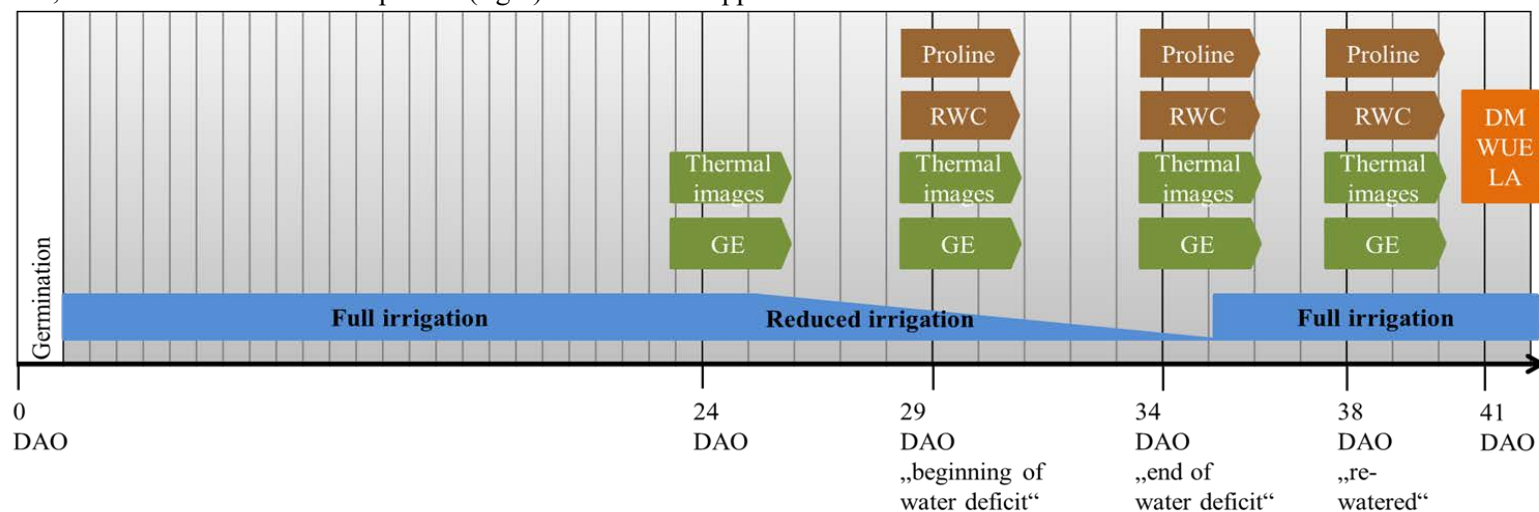 Proline
Proline
Proline
RWC
RWC
RWC
DM
WUE
LA
Thermal
images
Thermal
images
Thermal
images
Thermal
images
GE
GE
GE
GE
Germination
Full irrigation
Reduced irrigation
Full irrigation
0
DAO
24
DAO
29
DAO
„beginning of
water deficit“
34
DAO
„end of
water deficit“
38
DAO
„re-
watered“
41
DAO